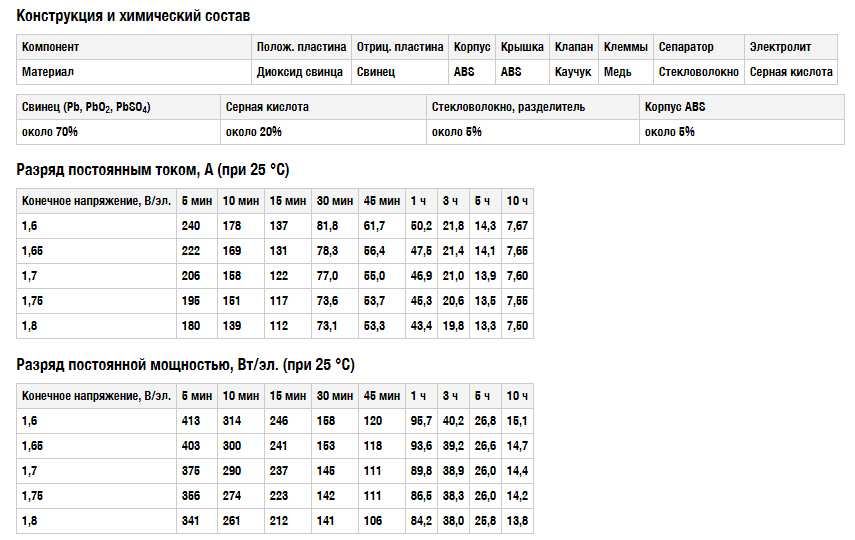 Конструкция и химический состав
Компонент Полож. пластина Отриц. пластина Корпус Крышка Клапан Клеммы Сепаратор Электролит
Материал Диоксид свинца Свинец ABS ABS Каучук Медь Стекловолокно Серная кислота
Свинец (Pb, PbO2, PbSO4) Серная кислота Стекловолокно, разделитель Корпус ABS
около 70% около 20% около 5% около 5%
Разряд постоянным током, А (при 25 °C)
Конечное напряжение, В/эл. 5 мин 10 мин 15 мин 30 мин 45 мин 1 ч 3 ч 5 ч 10 ч
1,6 240 178 137 81,8 61,7 50,2 21,8 14,3 7,67
1,65 222 169 131 78,3 56,4 47,5 21,4 14,1 7,65
1,7 206 158 122 77,0 55,0 46,9 21,0 13,9 7,60
1,75 195 151 117 73,6 53,7 45,3 20,6 13,5 7,55
1,8 180 139 112 73,1 53,3 43,4 19,8 13,3 7,50
Разряд постоянной мощностью, Вт/эл. (при 25 °C)
Конечное напряжение, В/эл. 5 мин 10 мин 15 мин 30 мин 45 мин 1 ч 3 ч 5 ч 10 ч
1,6 413 314 246 158 120 95,7 40,2 26,8 15,1
1,65 403 300 241 153 118 93,6 39,2 26,6 14,7
1,7 375 290 237 145 111 89,8 38,9 26,0 14,4
1,75 356 274 223 142 111 86,5 38,3 26,0 14,2
1,8 341 261 212 141 106 84,2 38,0 25,8 13,8